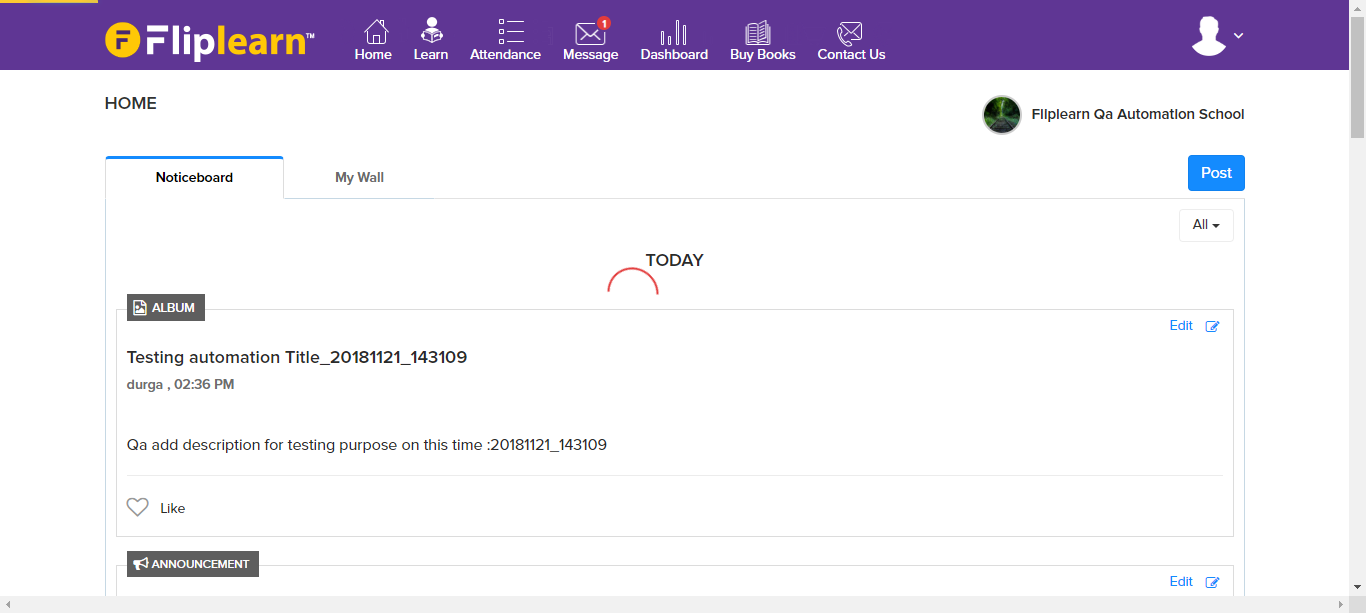 Fliplearn™
Home Learn Attendance Message 1 Dashboard Buy Books Contact Us
HOME
Fliplearn Qa Automation School
Noticeboard My Wall
Post
All
TODAY
ALBUM
Edit
Testing automation Title_20181121_143109
durga , 02:36 PM
Qa add description for testing purpose on this time :20181121_143109
Like
ANNOUNCEMENT
Edit